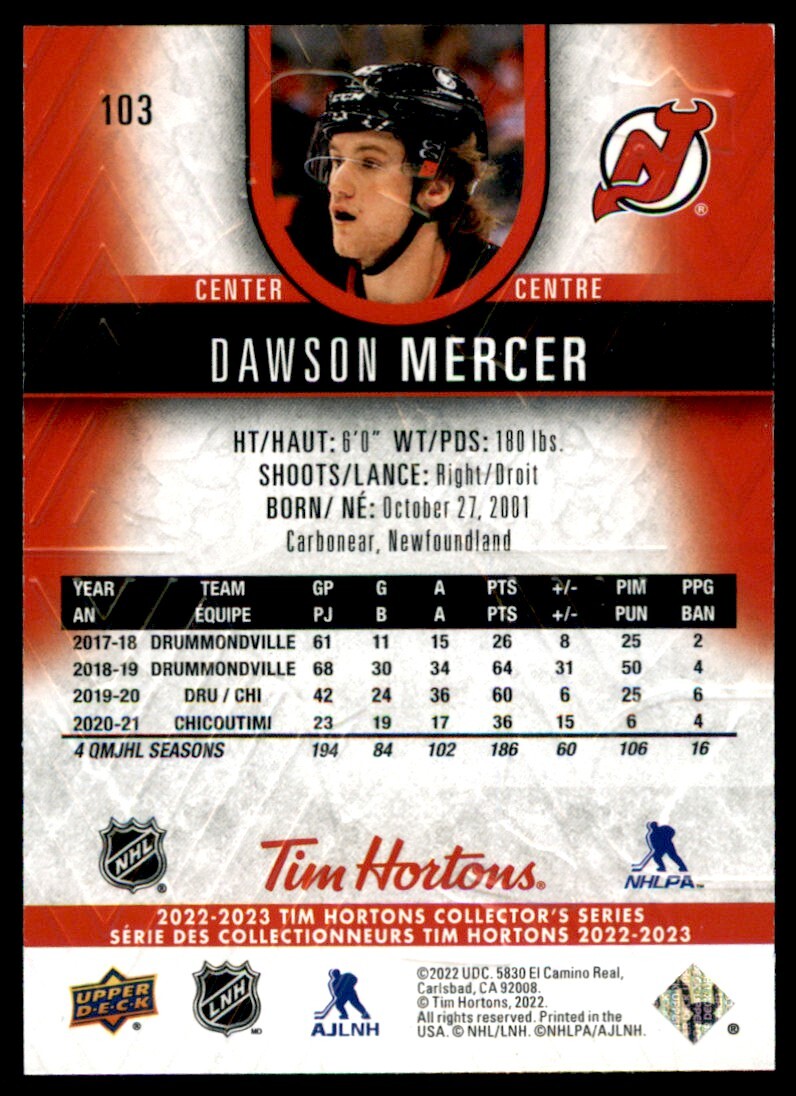 103
CCM
®
CENTER
CENTRE
DAWSON MERCER
HT/HAUT: 6'0" WT/PDS: 180 lbs.
SHOOTS/LANCE: Right/Droit
BORN/ NÉ: October 27, 2001
Carbonear, Newfoundland
YEAR TEAM GP G A PTS +/- PIM PPG
AN ÉQUIPE PJ B A PTS +/- PUN BAN
2017-18 DRUMMONDVILLE 61 11 15 26 8 25 2
2018-19 DRUMMONDVILLE 68 30 34 64 31 50 4
2019-20 DRU / CHI 42 24 36 60 6 25 6
2020-21 CHICOUTIMI 23 19 17 36 15 6 4
4 QMJHL SEASONS 194 84 102 186 60 106 16
NHL ®
Tim Hortons®
NHLPA™
2022-2023 TIM HORTONS COLLECTOR'S SERIES
SÉRIE DES COLLECTIONNEURS TIM HORTONS 2022-2023
UPPER DECK ®
LNH MD
AJLNH
©2022 UDC. 5830 El Camino Real,
Carlsbad, CA 92008.
© Tim Hortons, 2022.
All rights reserved. Printed in the
USA. © NHL/LNH. ©NHLPA/AJLNH.
®